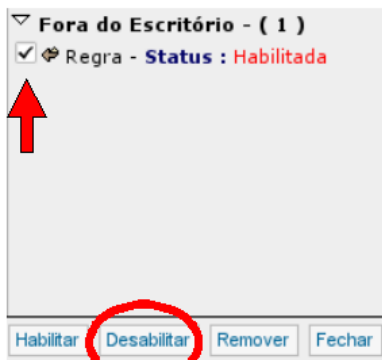 Fora do Escritório - ( 1 )
Regra - Status : Habilitada
Habilitar Desabilitar Remover Fechar